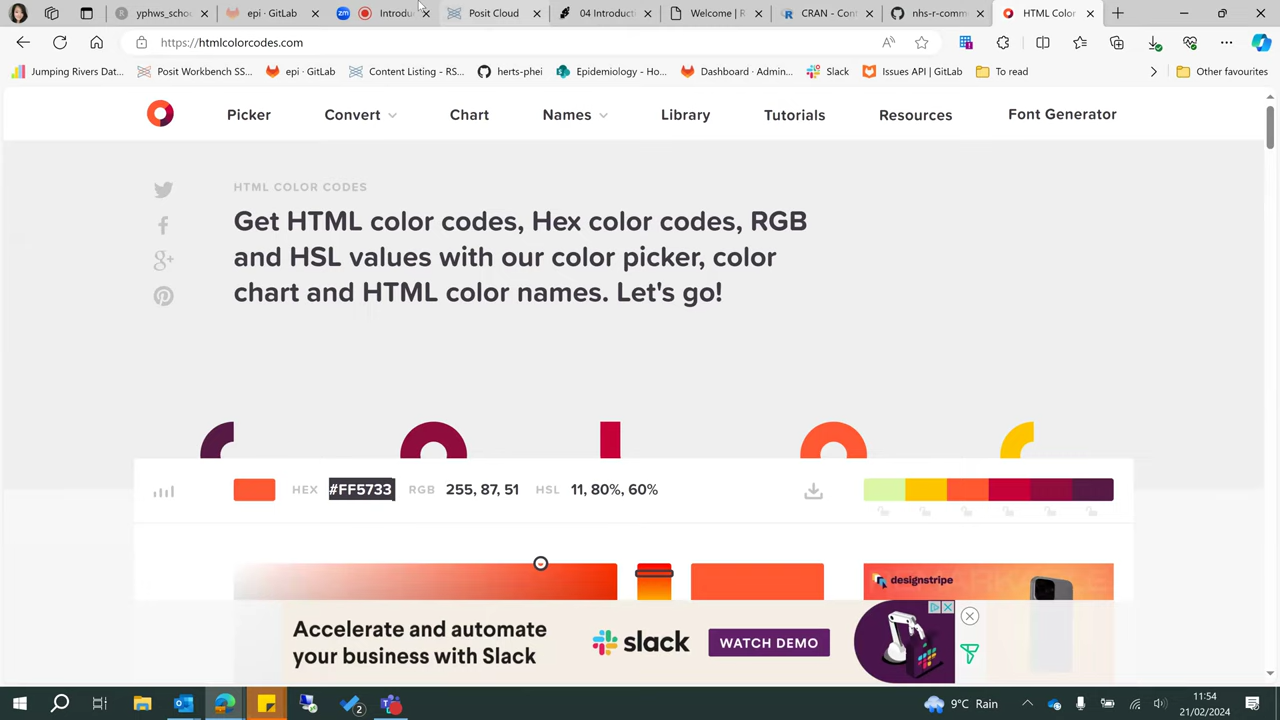 yphws_scho
epi · GitLab
Introdu
Posit Cloud
04 Introducti
Welcome | R
CRAN - Cont
nhs-r-comm
HTML Color
https://htmlcolorcodes.com
Jumping Rivers Dat...
Posit Workbench SS...
epi · GitLab
Content Listing - R...
herts-phei
Epidemiology - Ho...
Dashboard · Admin...
Slack
Issues API | GitLab
To read
Other favourites
Picker
Convert
Chart
Names
Library
Tutorials
Resources
Font Generator
HTML COLOR CODES
Get HTML color codes, Hex color codes, RGB
and HSL values with our color picker, color
chart and HTML color names. Let's go!
HEX #FF5733 RGB 255, 87, 51 HSL 11, 80%, 60%
designstripe
Accelerate and automate
your business with Slack
slack
WATCH DEMO
9°C Rain
11:54
21/02/2024